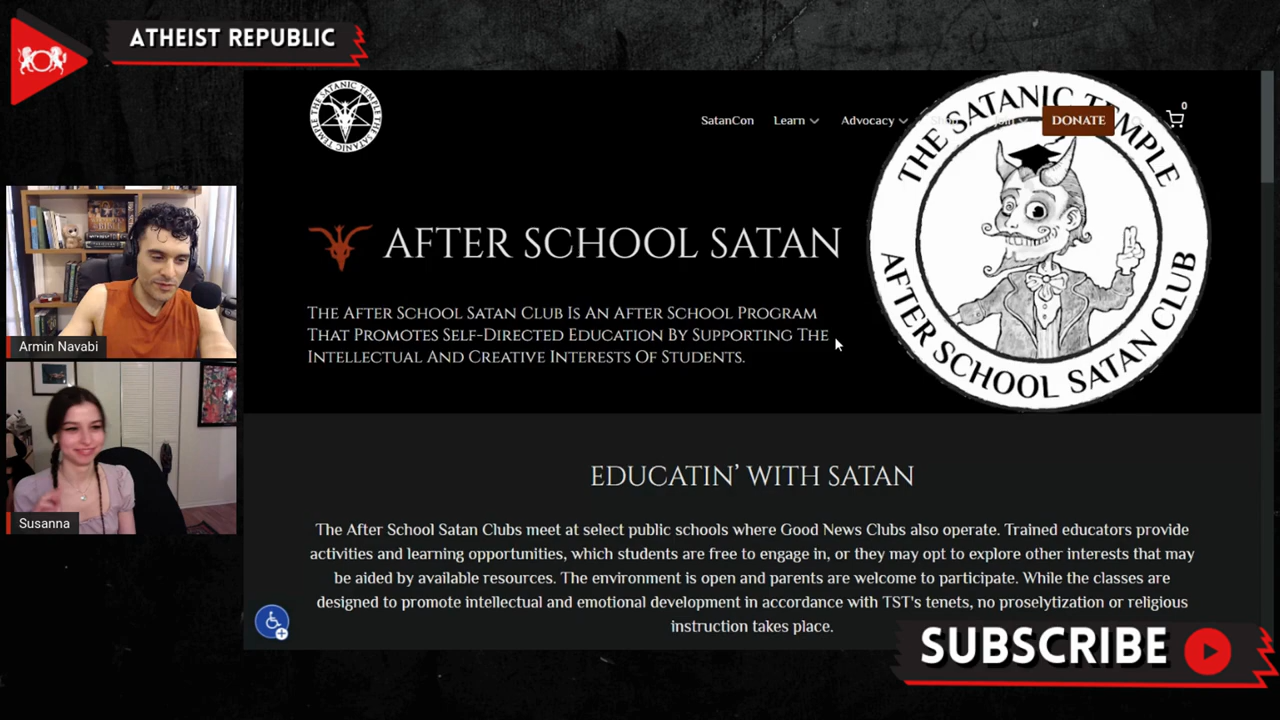 ATHEIST REPUBLIC
THE SATANIC TEMPLE THE SATANIC TEMPLE
SatanCon Learn Advocacy DONATE 0
THE SATANIC TEMPLE
AFTER SCHOOL SATAN CLUB
AFTER SCHOOL SATAN
THE AFTER SCHOOL SATAN CLUB IS AN AFTER SCHOOL PROGRAM
THAT PROMOTES SELF-DIRECTED EDUCATION BY SUPPORTING THE
INTELLECTUAL AND CREATIVE INTERESTS OF STUDENTS.
Armin Navabi
Susanna
EDUCATIN’ WITH SATAN
The After School Satan Clubs meet at select public schools where Good News Clubs also operate. Trained educators provide
activities and learning opportunities, which students are free to engage in, or they may opt to explore other interests that may
be aided by available resources. The environment is open and parents are welcome to participate. While the classes are
designed to promote intellectual and emotional development in accordance with TST's tenets, no proselytization or religious
instruction takes place.
SUBSCRIBE